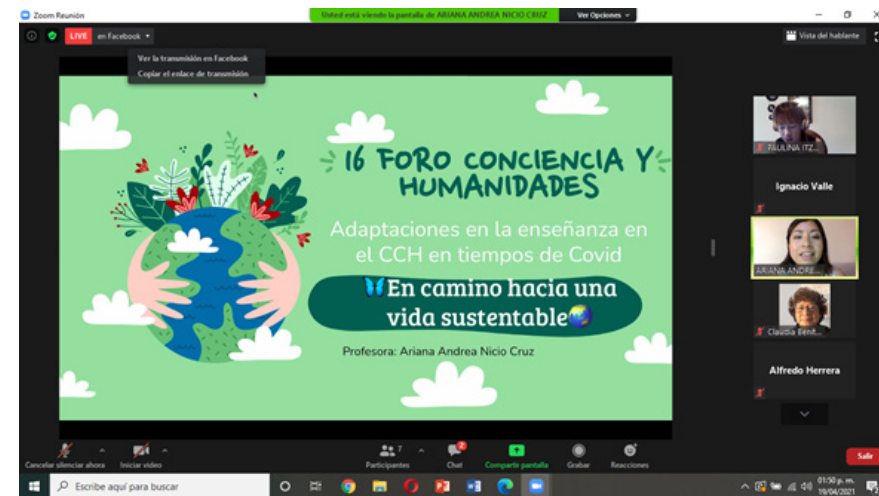 Zoom Reunión
Usted está viendo la pantalla de ARIANA ANDREA NICIO CRUZ
Ver Opciones
LIVE en Facebook
Vista del hablante
Ver la transmisión en Facebook
Copiar el enlace de transmisión
16 FORO CONCIENCIA Y
HUMANIDADES
Adaptaciones en la enseñanza en
el CCH en tiempos de Covid
En camino hacia una
vida sustentable
Profesora: Ariana Andrea Nicio Cruz
PAULINA ITZ...
Ignacio Valle
ARIANA ANDRE...
Claudia Benít...
Alfredo Herrera
Cancelar silenciar ahora
Iniciar video
7
Participantes
2
Chat
Compartir pantalla
Grabar
Reacciones
Salir
Escribe aquí para buscar
01:50 p. m.
19/04/2021